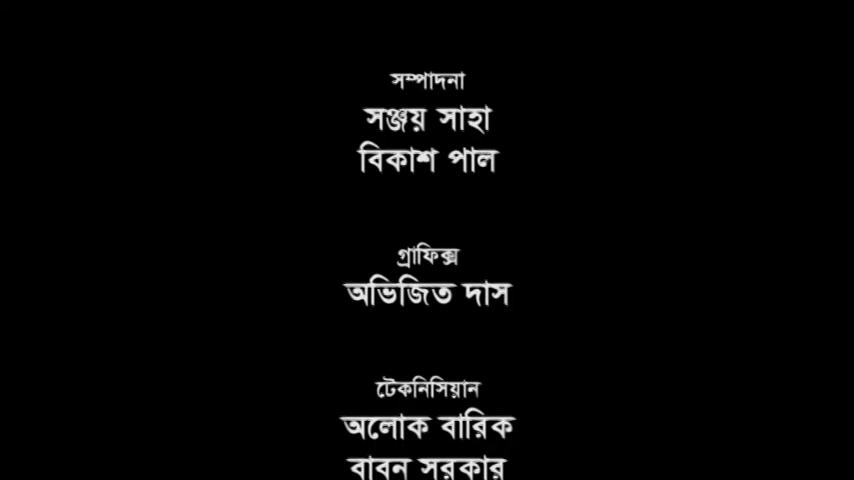 সম্পাদনা
সঞ্জয় সাহা
বিকাশ পাল
গ্রাফিক্স
অভিজিত দাস
টেকনিসিয়ান
অলোক বারিক
বাবন সরকার